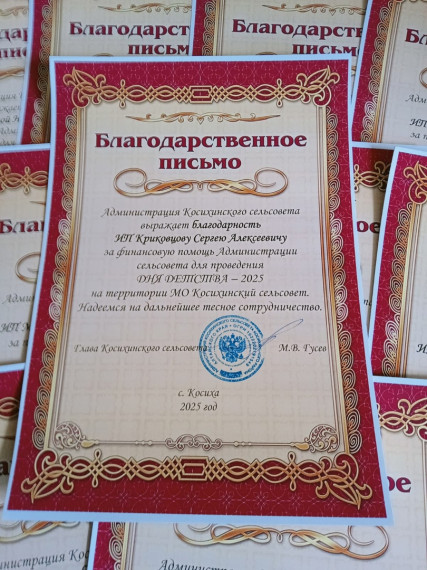 Благодарственное
письмо
Администрация Косихинского сельсовета
выражает благодарность
ИП Криковцову Сергею Алексеевичу
за финансовую помощь Администрации
сельсовета для проведения
ДНЯ ДЕТСТВА – 2025
на территории МО Косихинский сельсовет.
Надеемся на дальнейшее тесное сотрудничество.
Глава Косихинского сельсовета
М.В. Гусев
с. Косиха
2025 год